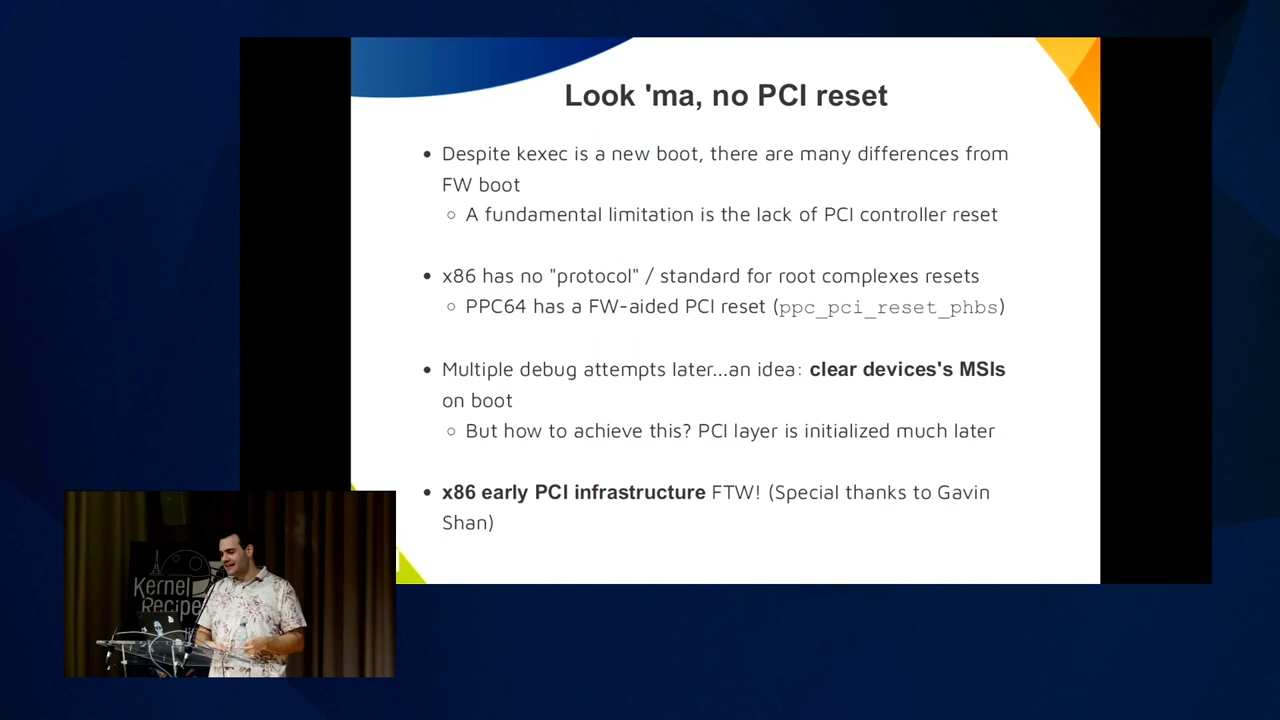 Look 'ma, no PCI reset
• Despite kexec is a new boot, there are many differences from
FW boot
○ A fundamental limitation is the lack of PCI controller reset
• x86 has no "protocol" / standard for root complexes resets
○ PPC64 has a FW-aided PCI reset (ppc_pci_reset_phbs)
• Multiple debug attempts later...an idea: clear devices's MSIs
on boot
○ But how to achieve this? PCI layer is initialized much later
• x86 early PCI infrastructure FTW! (Special thanks to Gavin
Shan)
Kernel
Recipe